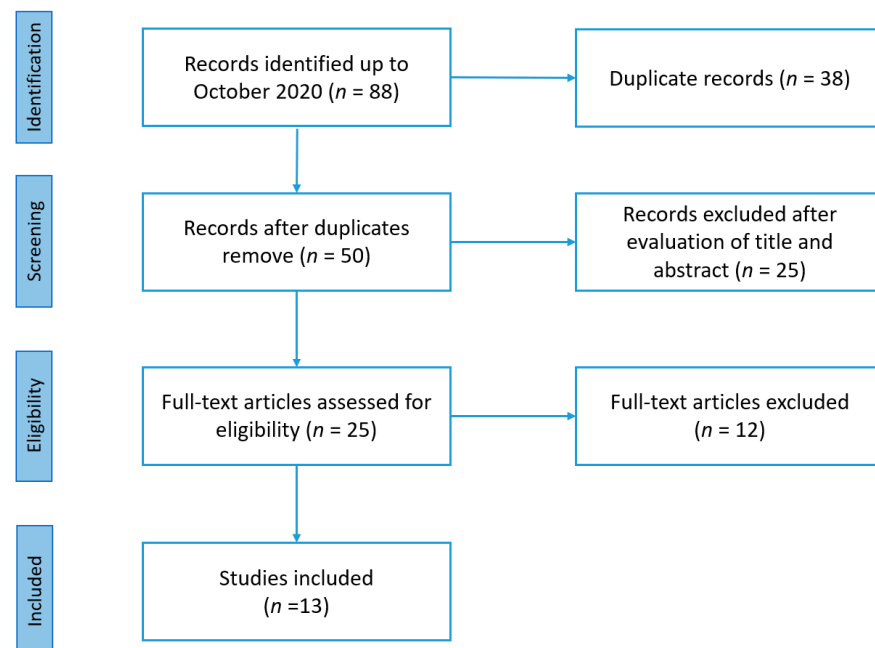 Identification
Records identified up to
October 2020 (n = 88)
Duplicate records (n = 38)
Screening
Records after duplicates
remove (n = 50)
Records excluded after
evaluation of title and
abstract (n = 25)
Eligibility
Full-text articles assessed for
eligibility (n = 25)
Full-text articles excluded
(n = 12)
Included
Studies included
(n =13)